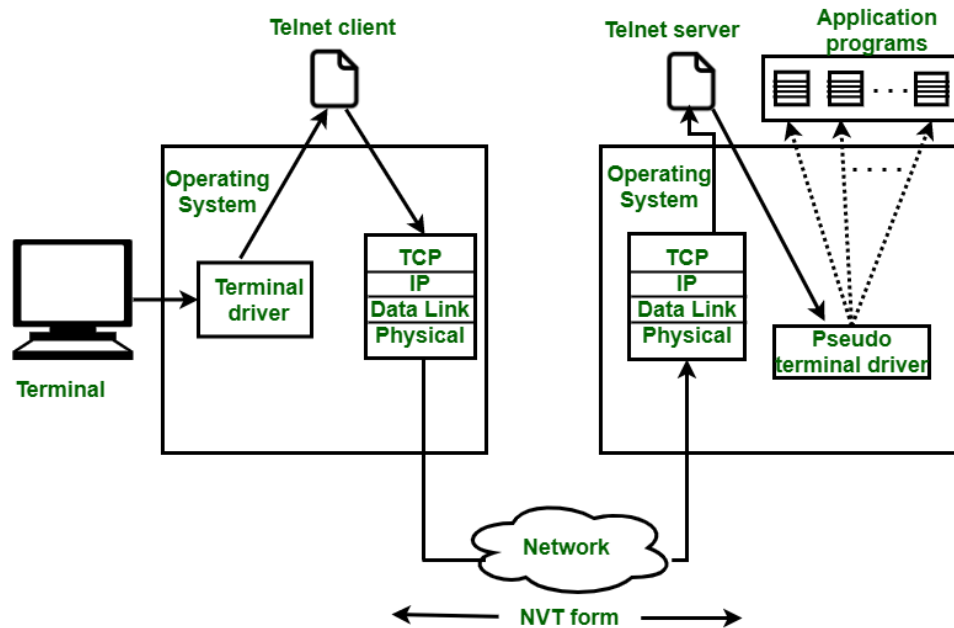 Telnet client
Telnet server
Application
programs
Operating
System
Operating
System
TCP
IP
Data Link
Physical
TCP
IP
Data Link
Physical
Terminal
driver
Pseudo
terminal driver
Terminal
Network
NVT form